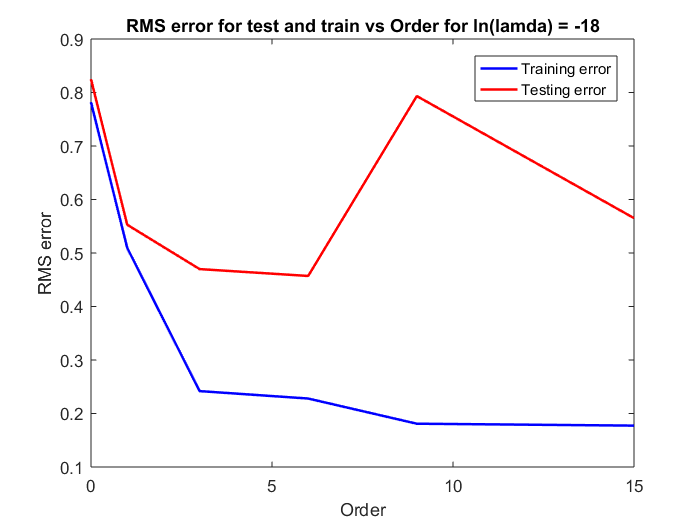 RMS error for test and train vs Order for ln(lamda) = -18
Training error
Testing error
RMS error
0.9
0.8
0.7
0.6
0.5
0.4
0.3
0.2
0.1
0 5 10 15
Order